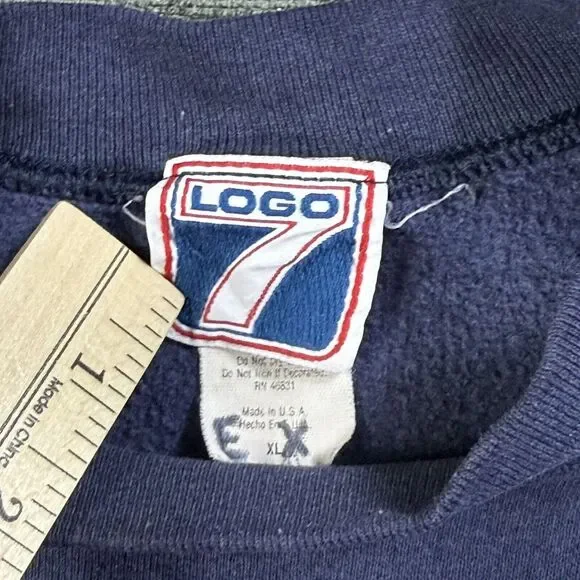 LOGO
7
Do Not
Do Not Iron If Decorated
RN 46831
Made In U.S.A.
Hecho En
E X
XL
1
Made in China
2